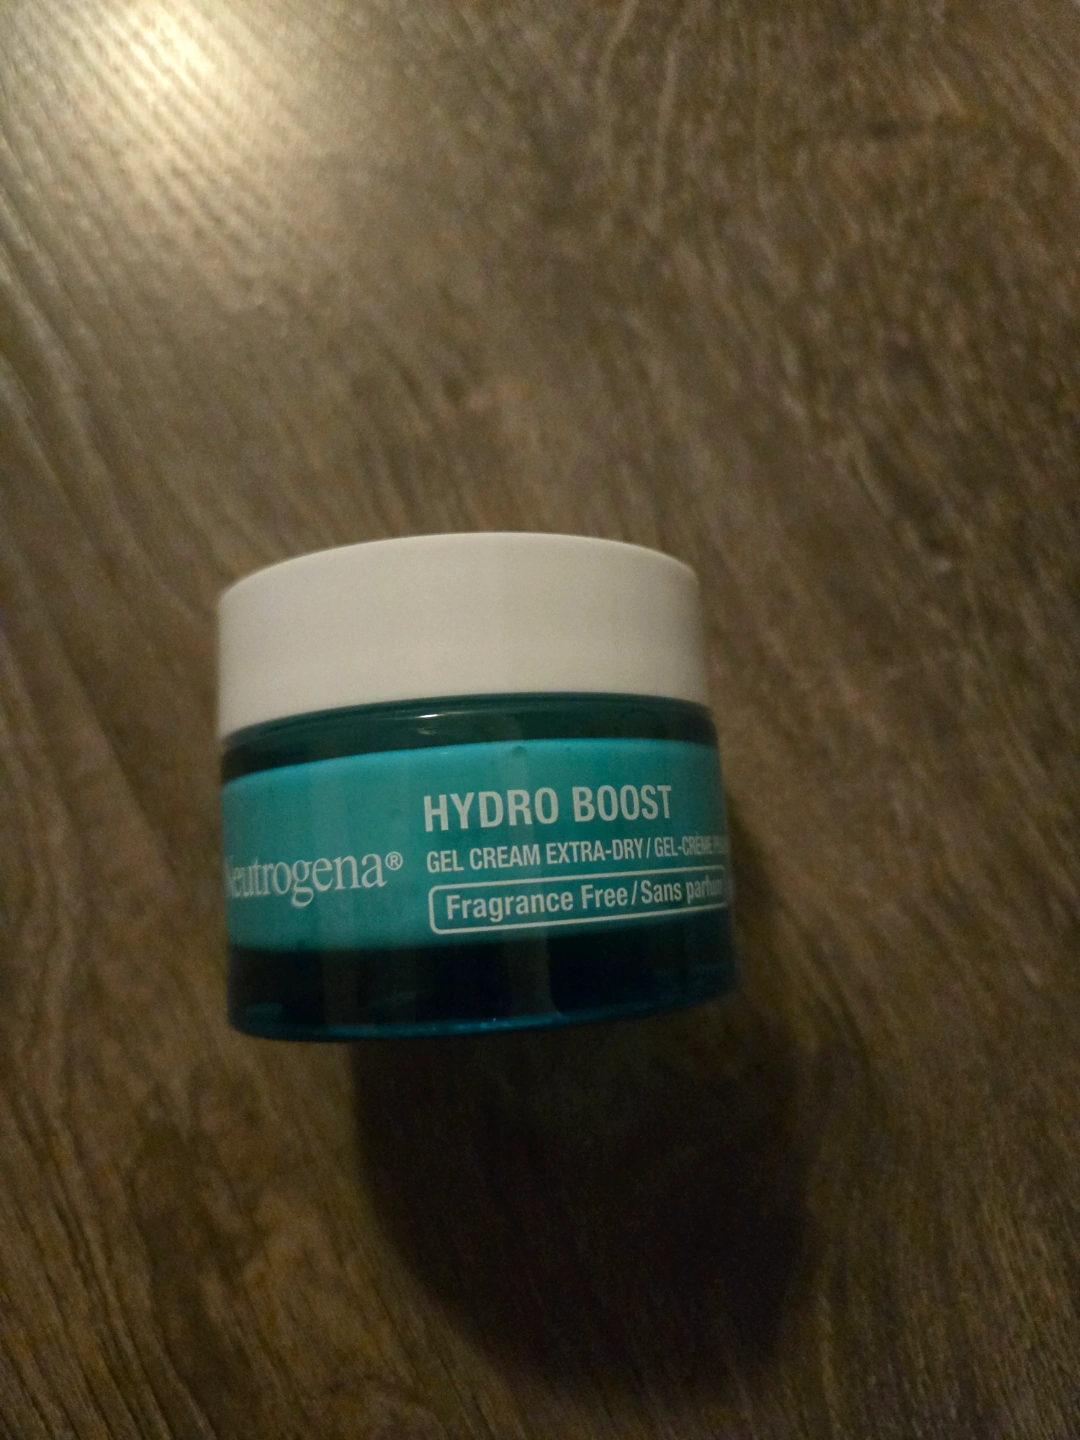 Neutrogena®
HYDRO BOOST
GEL CREAM EXTRA-DRY / GEL-CRÈME
Fragrance Free / Sans parfum